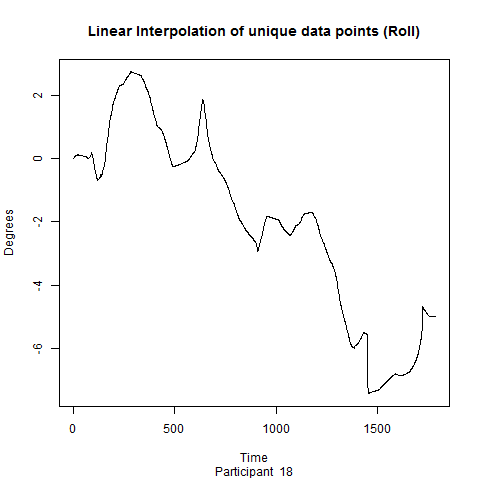 Linear Interpolation of unique data points (Roll)
2
0
-2
-4
-6
Degrees
0 500 1000 1500
Time
Participant 18